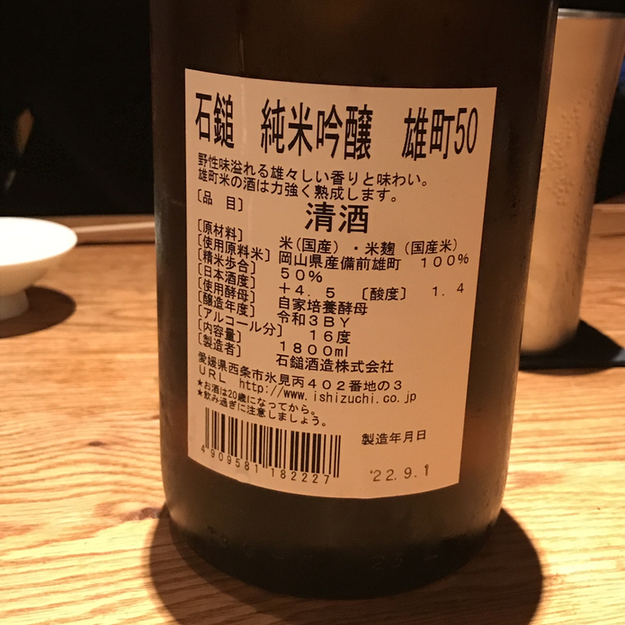 石鎚　純米吟醸　雄町50
野性味溢れる雄々しい香りと味わい。
雄町米の酒は力強く熟成します。
〔品　目〕　清酒
〔原材料〕　米(国産)・米麹(国産米)
〔使用原料米〕岡山県産備前雄町　100％
〔精米歩合〕　50％
〔日本酒度〕　＋4．5　〔酸度〕　1．4
〔使用酵母〕　自家培養酵母
〔醸造年度〕　令和3BY
〔アルコール分〕　16度
〔内容量〕　1800ml
〔製造者〕　石鎚酒造株式会社
愛媛県西条市氷見丙402番地の3
URL　http://www.ishizuchi.co.jp
★お酒は20歳になってから。
★飲み過ぎに注意しましょう。
製造年月日
4909581 182227
'22.9.1